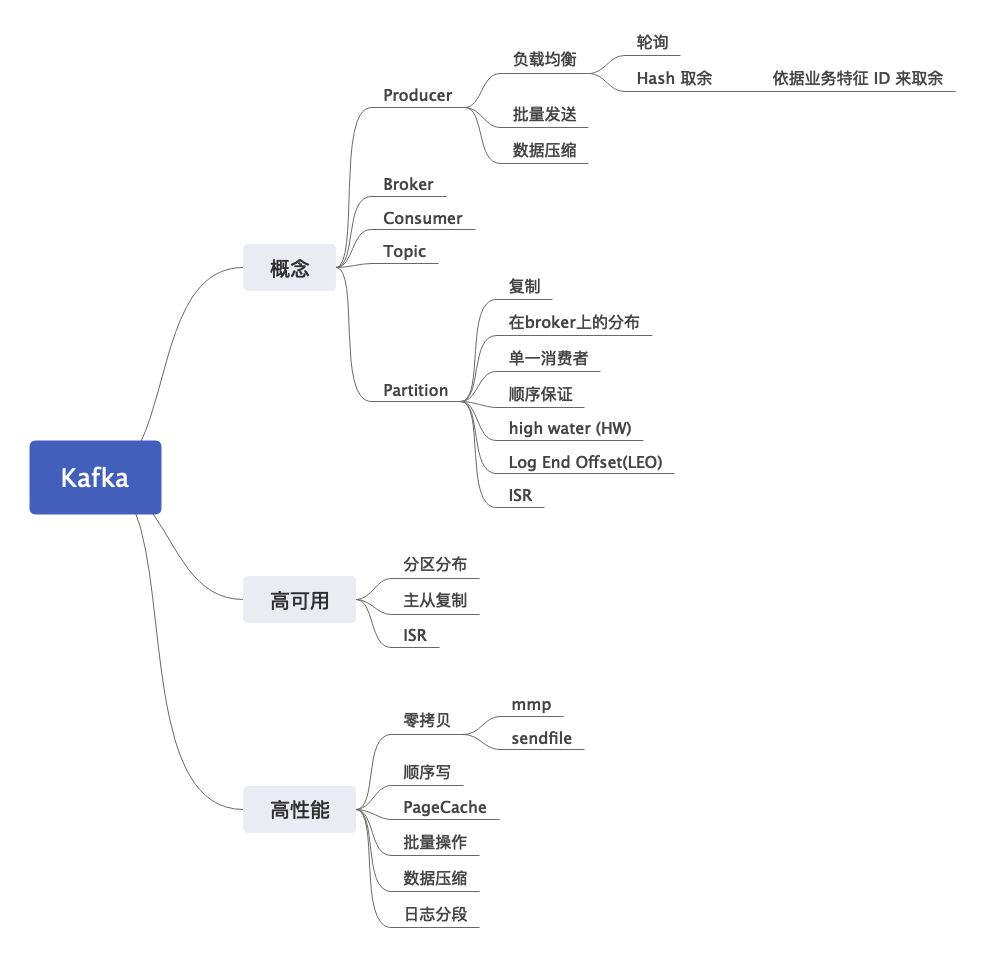 Kafka
概念
Producer
负载均衡
轮询
Hash 取余
依据业务特征 ID 来取余
批量发送
数据压缩
Broker
Consumer
Topic
Partition
复制
在broker上的分布
单一消费者
顺序保证
high water (HW)
Log End Offset(LEO)
ISR
高可用
分区分布
主从复制
ISR
高性能
零拷贝
mmp
sendfile
顺序写
PageCache
批量操作
数据压缩
日志分段